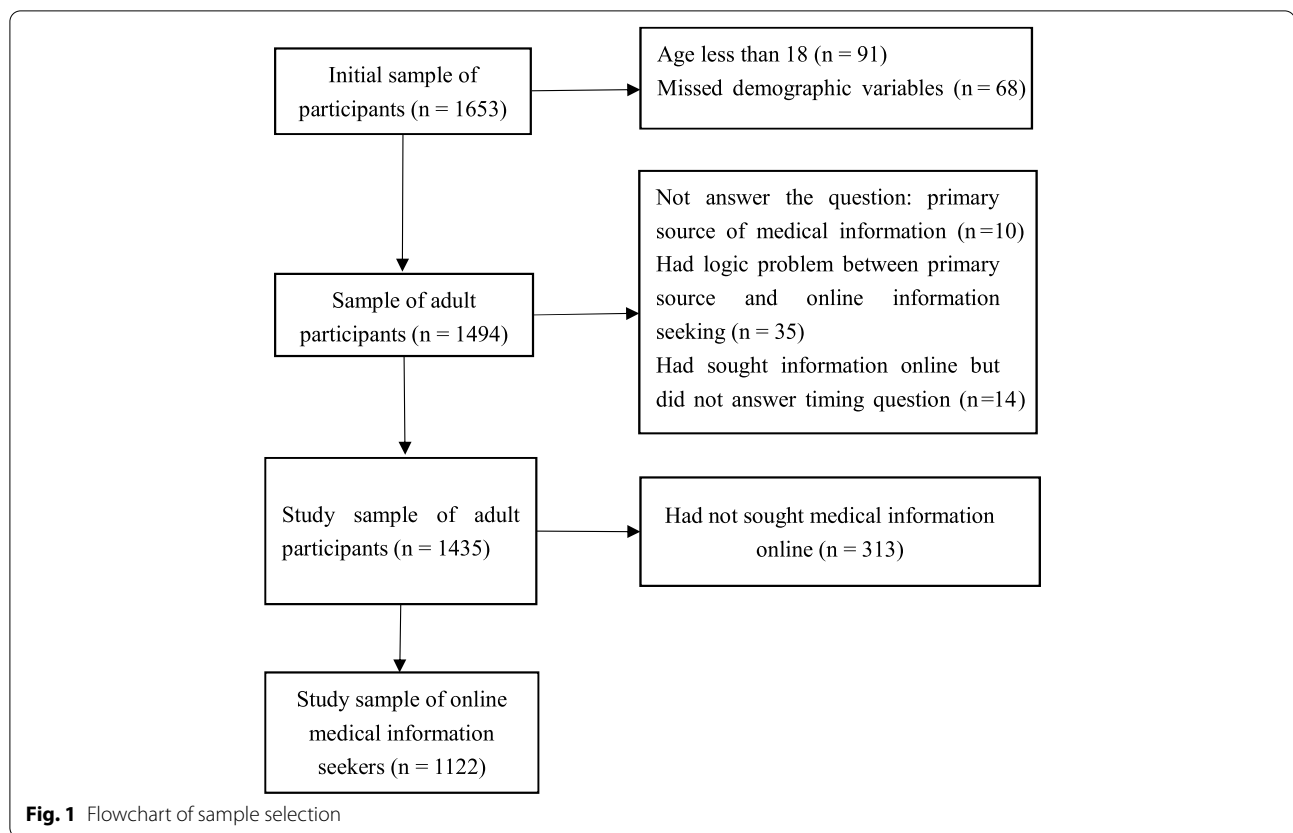 Initial sample of
participants (n = 1653)
Age less than 18 (n = 91)
Missed demographic variables (n = 68)
Sample of adult
participants (n = 1494)
Not answer the question: primary
source of medical information (n =10)
Had logic problem between primary
source and online information
seeking (n = 35)
Had sought information online but
did not answer timing question (n=14)
Study sample of adult
participants (n = 1435)
Had not sought medical information
online (n = 313)
Study sample of online
medical information
seekers (n = 1122)
Fig. 1 Flowchart of sample selection